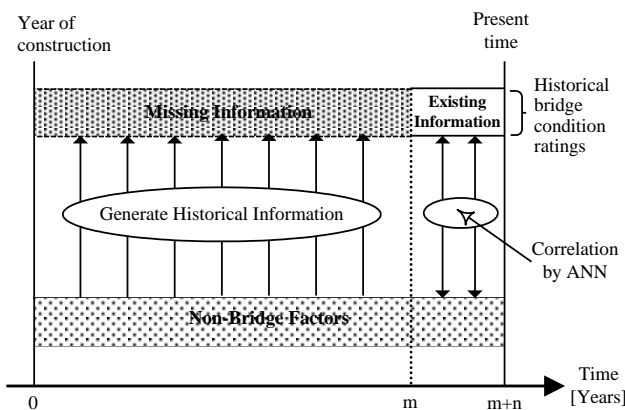 Year of
construction
Present
time
Missing Information
Existing
Information
Historical
bridge
condition
ratings
Generate Historical Information
Correlation
by ANN
Non-Bridge Factors
0
m
m+n
Time
[Years]